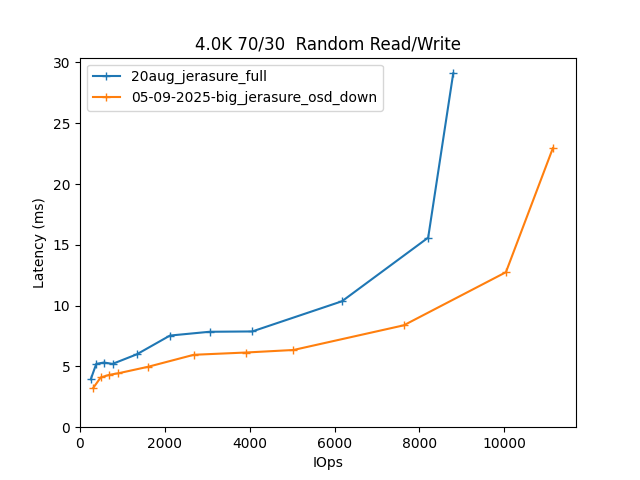 4.0K 70/30  Random Read/Write
20aug_jerasure_full
05-09-2025-big_jerasure_osd_down
Latency (ms)
30
25
20
15
10
5
0
0 2000 4000 6000 8000 10000
IOps